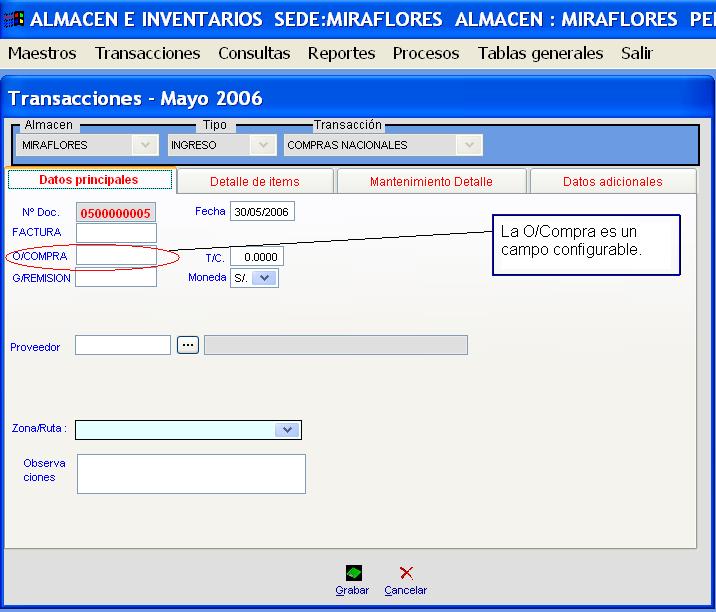 ALMACEN E INVENTARIOS SEDE:MIRAFLORES ALMACEN : MIRAFLORES PE
Maestros Transacciones Consultas Reportes Procesos Tablas generales Salir
Transacciones - Mayo 2006
Almacen Tipo Transacción
MIRAFLORES INGRESO COMPRAS NACIONALES
Datos principales Detalle de items Mantenimiento Detalle Datos adicionales
Nº Doc. 0500000005 Fecha 30/05/2006
FACTURA
O/COMPRA T/C. 0.0000
G/REMISION Moneda S/.
La O/Compra es un
campo configurable.
Proveedor ...
Zona/Ruta :
Observa
ciones
Grabar Cancelar